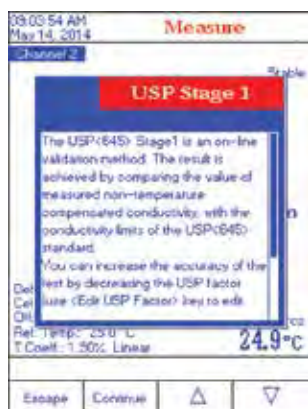 09:03:54 AM
May 14, 2014
Measure
Channel 2
Stable
USP Stage 1
The USP<645> Stage1 is an on-line
validation method. The result is
achieved by comparing the value of
measured non-temperature
compensated conductivity, with the
conductivity limits of the USP<645>
standard.
You can increase the accuracy of the
test by decreasing the USP factor
(use <Edit USP Factor> key to edit
Ref. Temp.: 25.0 °C
T.Coeff.: 1.50% Linear
24.9°C
Escape
Continue